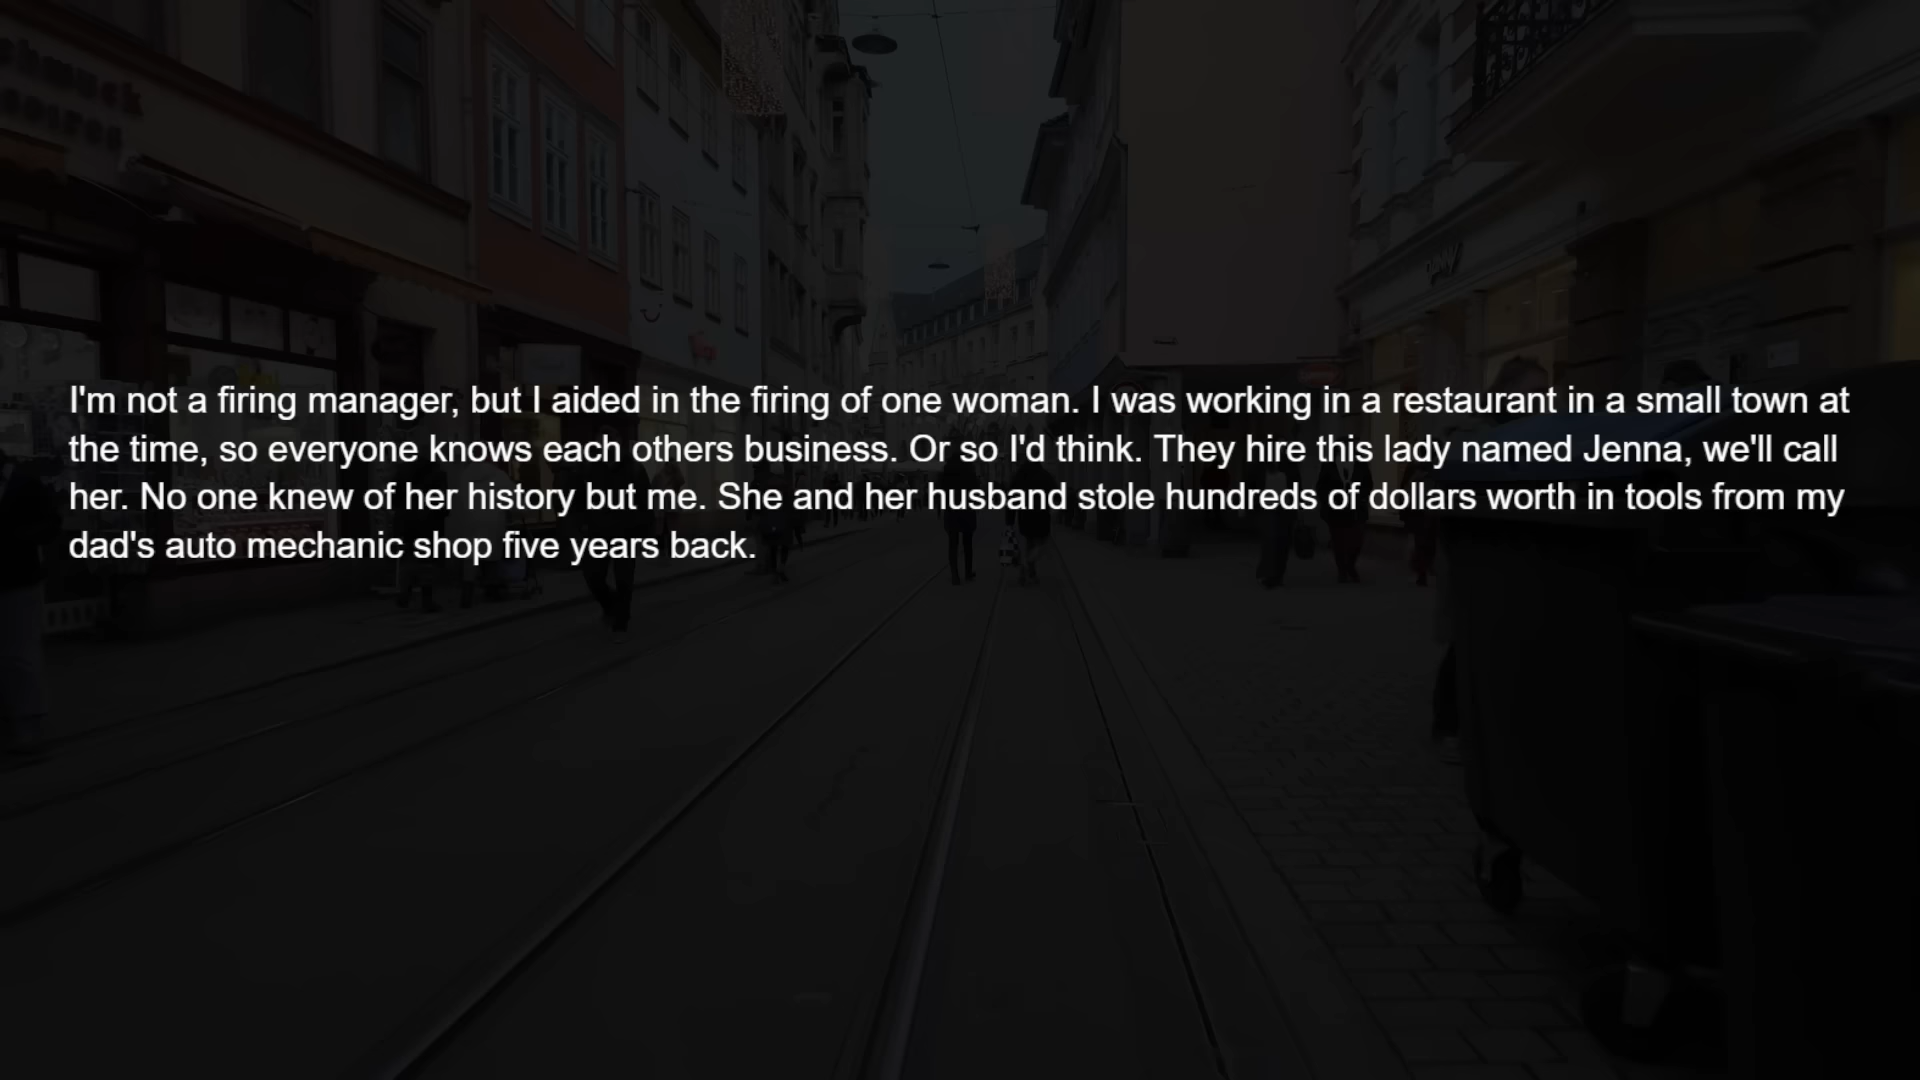 I'm not a firing manager, but I aided in the firing of one woman. I was working in a restaurant in a small town at
the time, so everyone knows each others business. Or so I'd think. They hire this lady named Jenna, we'll call
her. No one knew of her history but me. She and her husband stole hundreds of dollars worth in tools from my
dad's auto mechanic shop five years back.